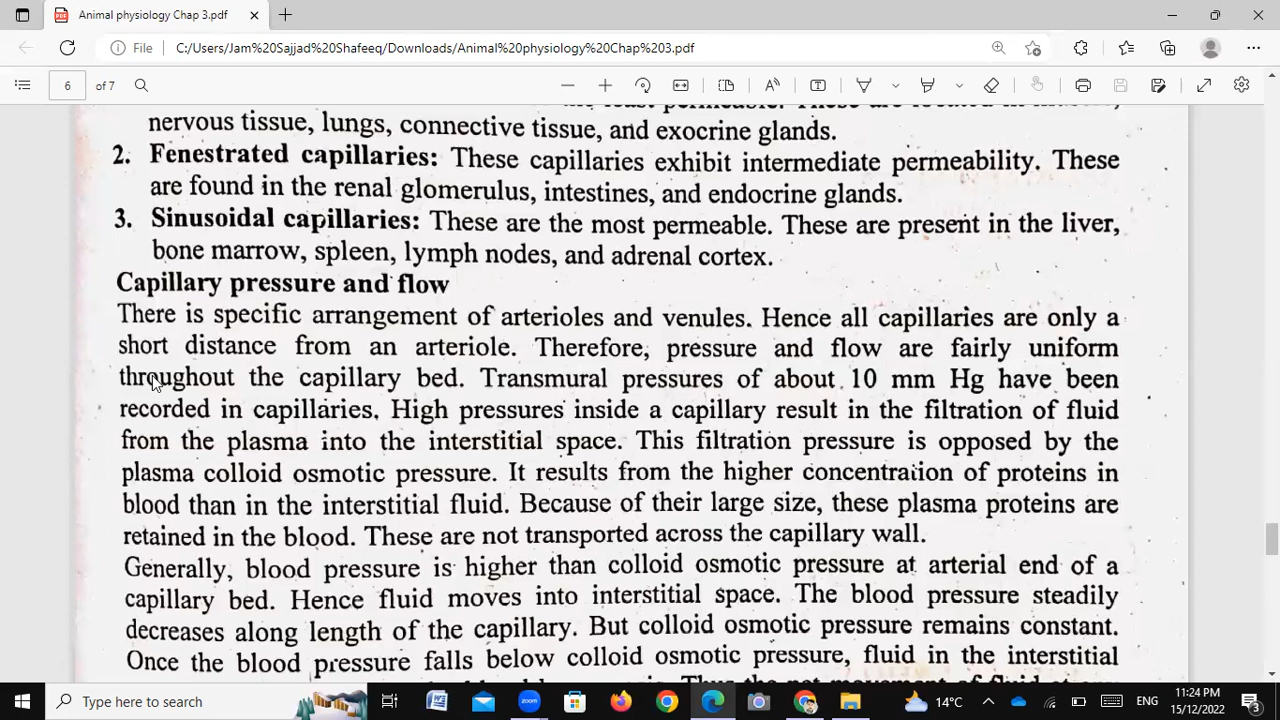 Animal physiology Chap 3.pdf
File
C:/Users/Jam%20Sajjad%20Shafeeq/Downloads/Animal%20physiology%20Chap%203.pdf
6 of 7
nervous tissue, lungs, connective tissue, and exocrine glands.
2. Fenestrated capillaries: These capillaries exhibit intermediate permeability. These
are found in the renal glomerulus, intestines, and endocrine glands.
3. Sinusoidal capillaries: These are the most permeable. These are present in the liver,
bone marrow, spleen, lymph nodes, and adrenal cortex.
Capillary pressure and flow
There is specific arrangement of arterioles and venules. Hence all capillaries are only a
short distance from an arteriole. Therefore, pressure and flow are fairly uniform
throughout the capillary bed. Transmural pressures of about 10 mm Hg have been
recorded in capillaries. High pressures inside a capillary result in the filtration of fluid
from the plasma into the interstitial space. This filtration pressure is opposed by the
plasma colloid osmotic pressure. It results from the higher concentration of proteins in
blood than in the interstitial fluid. Because of their large size, these plasma proteins are
retained in the blood. These are not transported across the capillary wall.
Generally, blood pressure is higher than colloid osmotic pressure at arterial end of a
capillary bed. Hence fluid moves into interstitial space. The blood pressure steadily
decreases along length of the capillary. But colloid osmotic pressure remains constant.
Once the blood pressure falls below colloid osmotic pressure, fluid in the interstitial
Type here to search
14°C
ENG
11:24 PM
15/12/2022
3